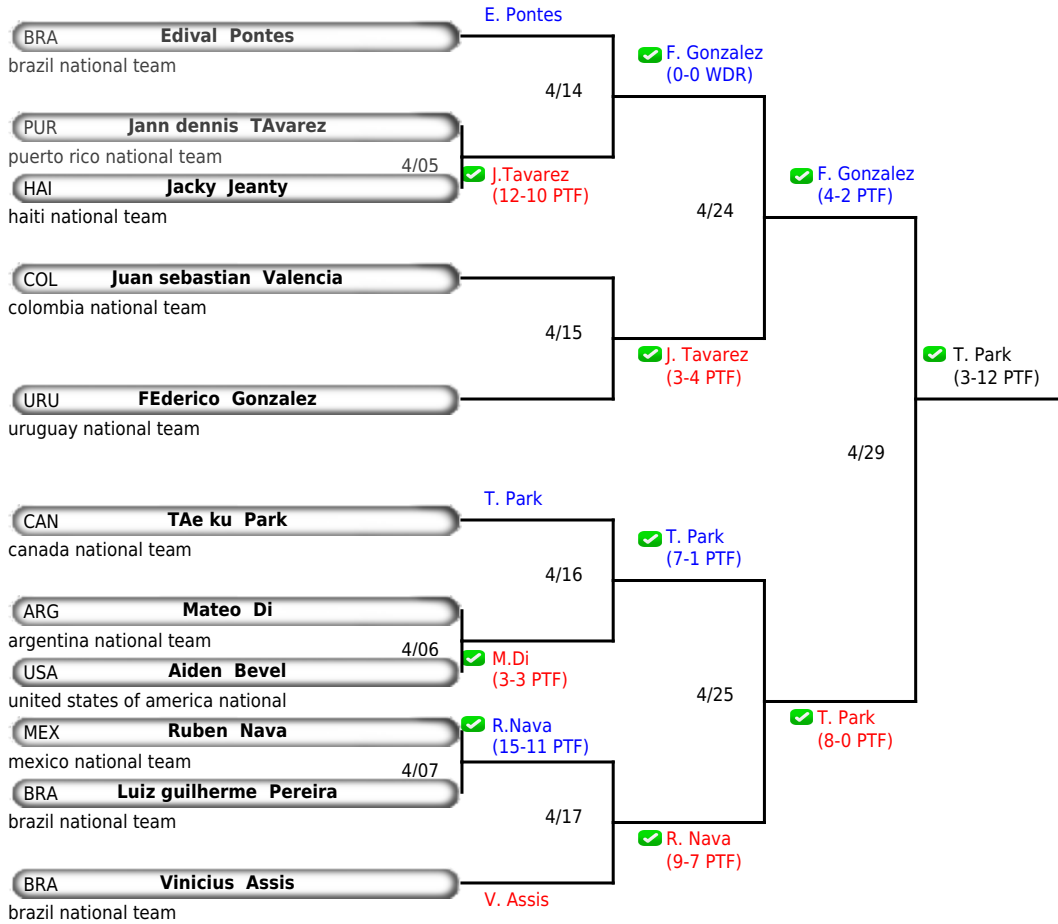 E. Pontes
BRA Edival Pontes
brazil national team
4/14
F. Gonzalez
(0-0 WDR)
PUR Jann dennis TAvarez
puerto rico national team
4/05
J.Tavarez
(12-10 PTF)
HAI Jacky Jeanty
haiti national team
4/24
F. Gonzalez
(4-2 PTF)
COL Juan sebastian Valencia
colombia national team
4/15
J. Tavarez
(3-4 PTF)
URU FEderico Gonzalez
uruguay national team
4/29
T. Park
(3-12 PTF)
T. Park
CAN TAe ku Park
canada national team
4/16
T. Park
(7-1 PTF)
ARG Mateo Di
argentina national team
4/06
M.Di
(3-3 PTF)
USA Aiden Bevel
united states of america national
4/25
T. Park
(8-0 PTF)
MEX Ruben Nava
mexico national team
4/07
R.Nava
(15-11 PTF)
BRA Luiz guilherme Pereira
brazil national team
4/17
R. Nava
(9-7 PTF)
BRA Vinicius Assis
brazil national team
V. Assis